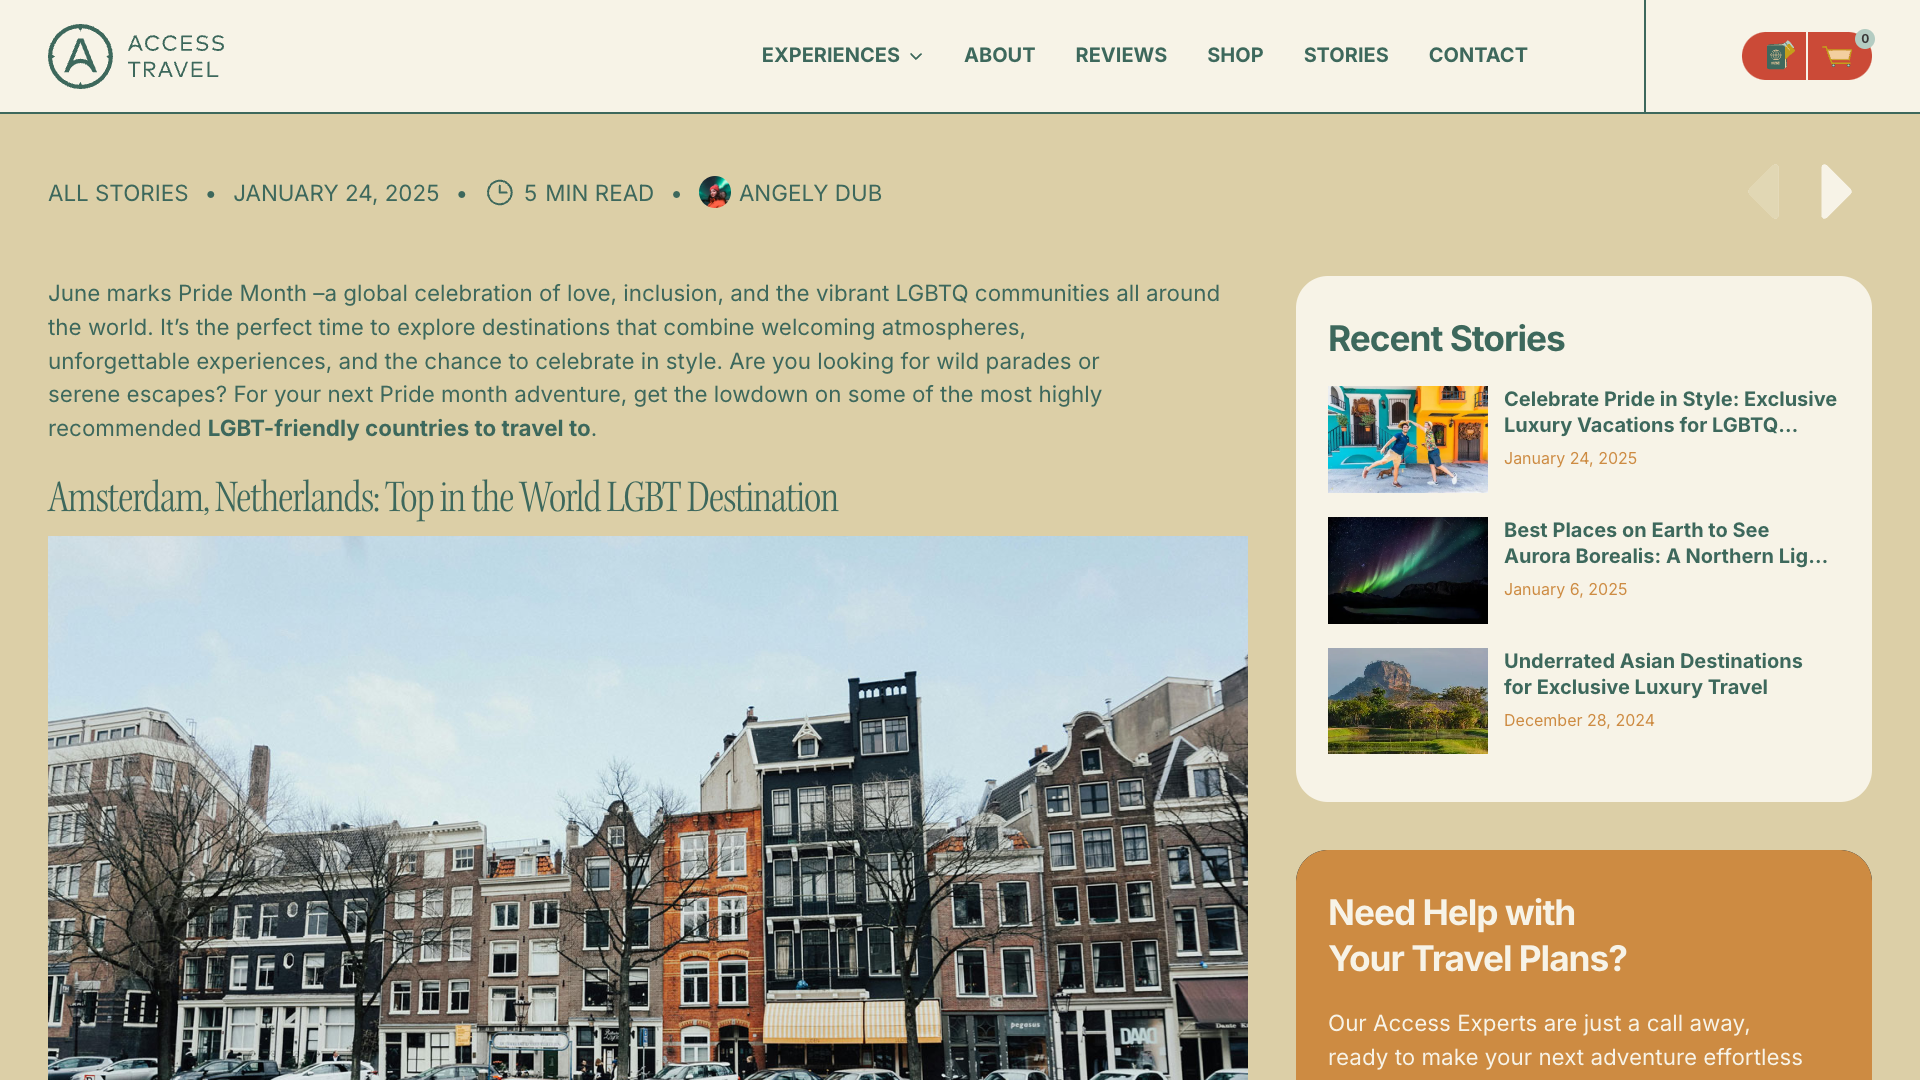 ACCESS
TRAVEL
EXPERIENCES
ABOUT
REVIEWS
SHOP
STORIES
CONTACT
0
ALL STORIES • JANUARY 24, 2025 • 5 MIN READ • ANGELY DUB
June marks Pride Month –a global celebration of love, inclusion, and the vibrant LGBTQ communities all around
the world. It’s the perfect time to explore destinations that combine welcoming atmospheres,
unforgettable experiences, and the chance to celebrate in style. Are you looking for wild parades or
serene escapes? For your next Pride month adventure, get the lowdown on some of the most highly
recommended LGBT-friendly countries to travel to.
Amsterdam, Netherlands: Top in the World LGBT Destination
pegasus
DAAD
Recent Stories
Celebrate Pride in Style: Exclusive
Luxury Vacations for LGBTQ...
January 24, 2025
Best Places on Earth to See
Aurora Borealis: A Northern Lig...
January 6, 2025
Underrated Asian Destinations
for Exclusive Luxury Travel
December 28, 2024
Need Help with
Your Travel Plans?
Our Access Experts are just a call away,
ready to make your next adventure effortless